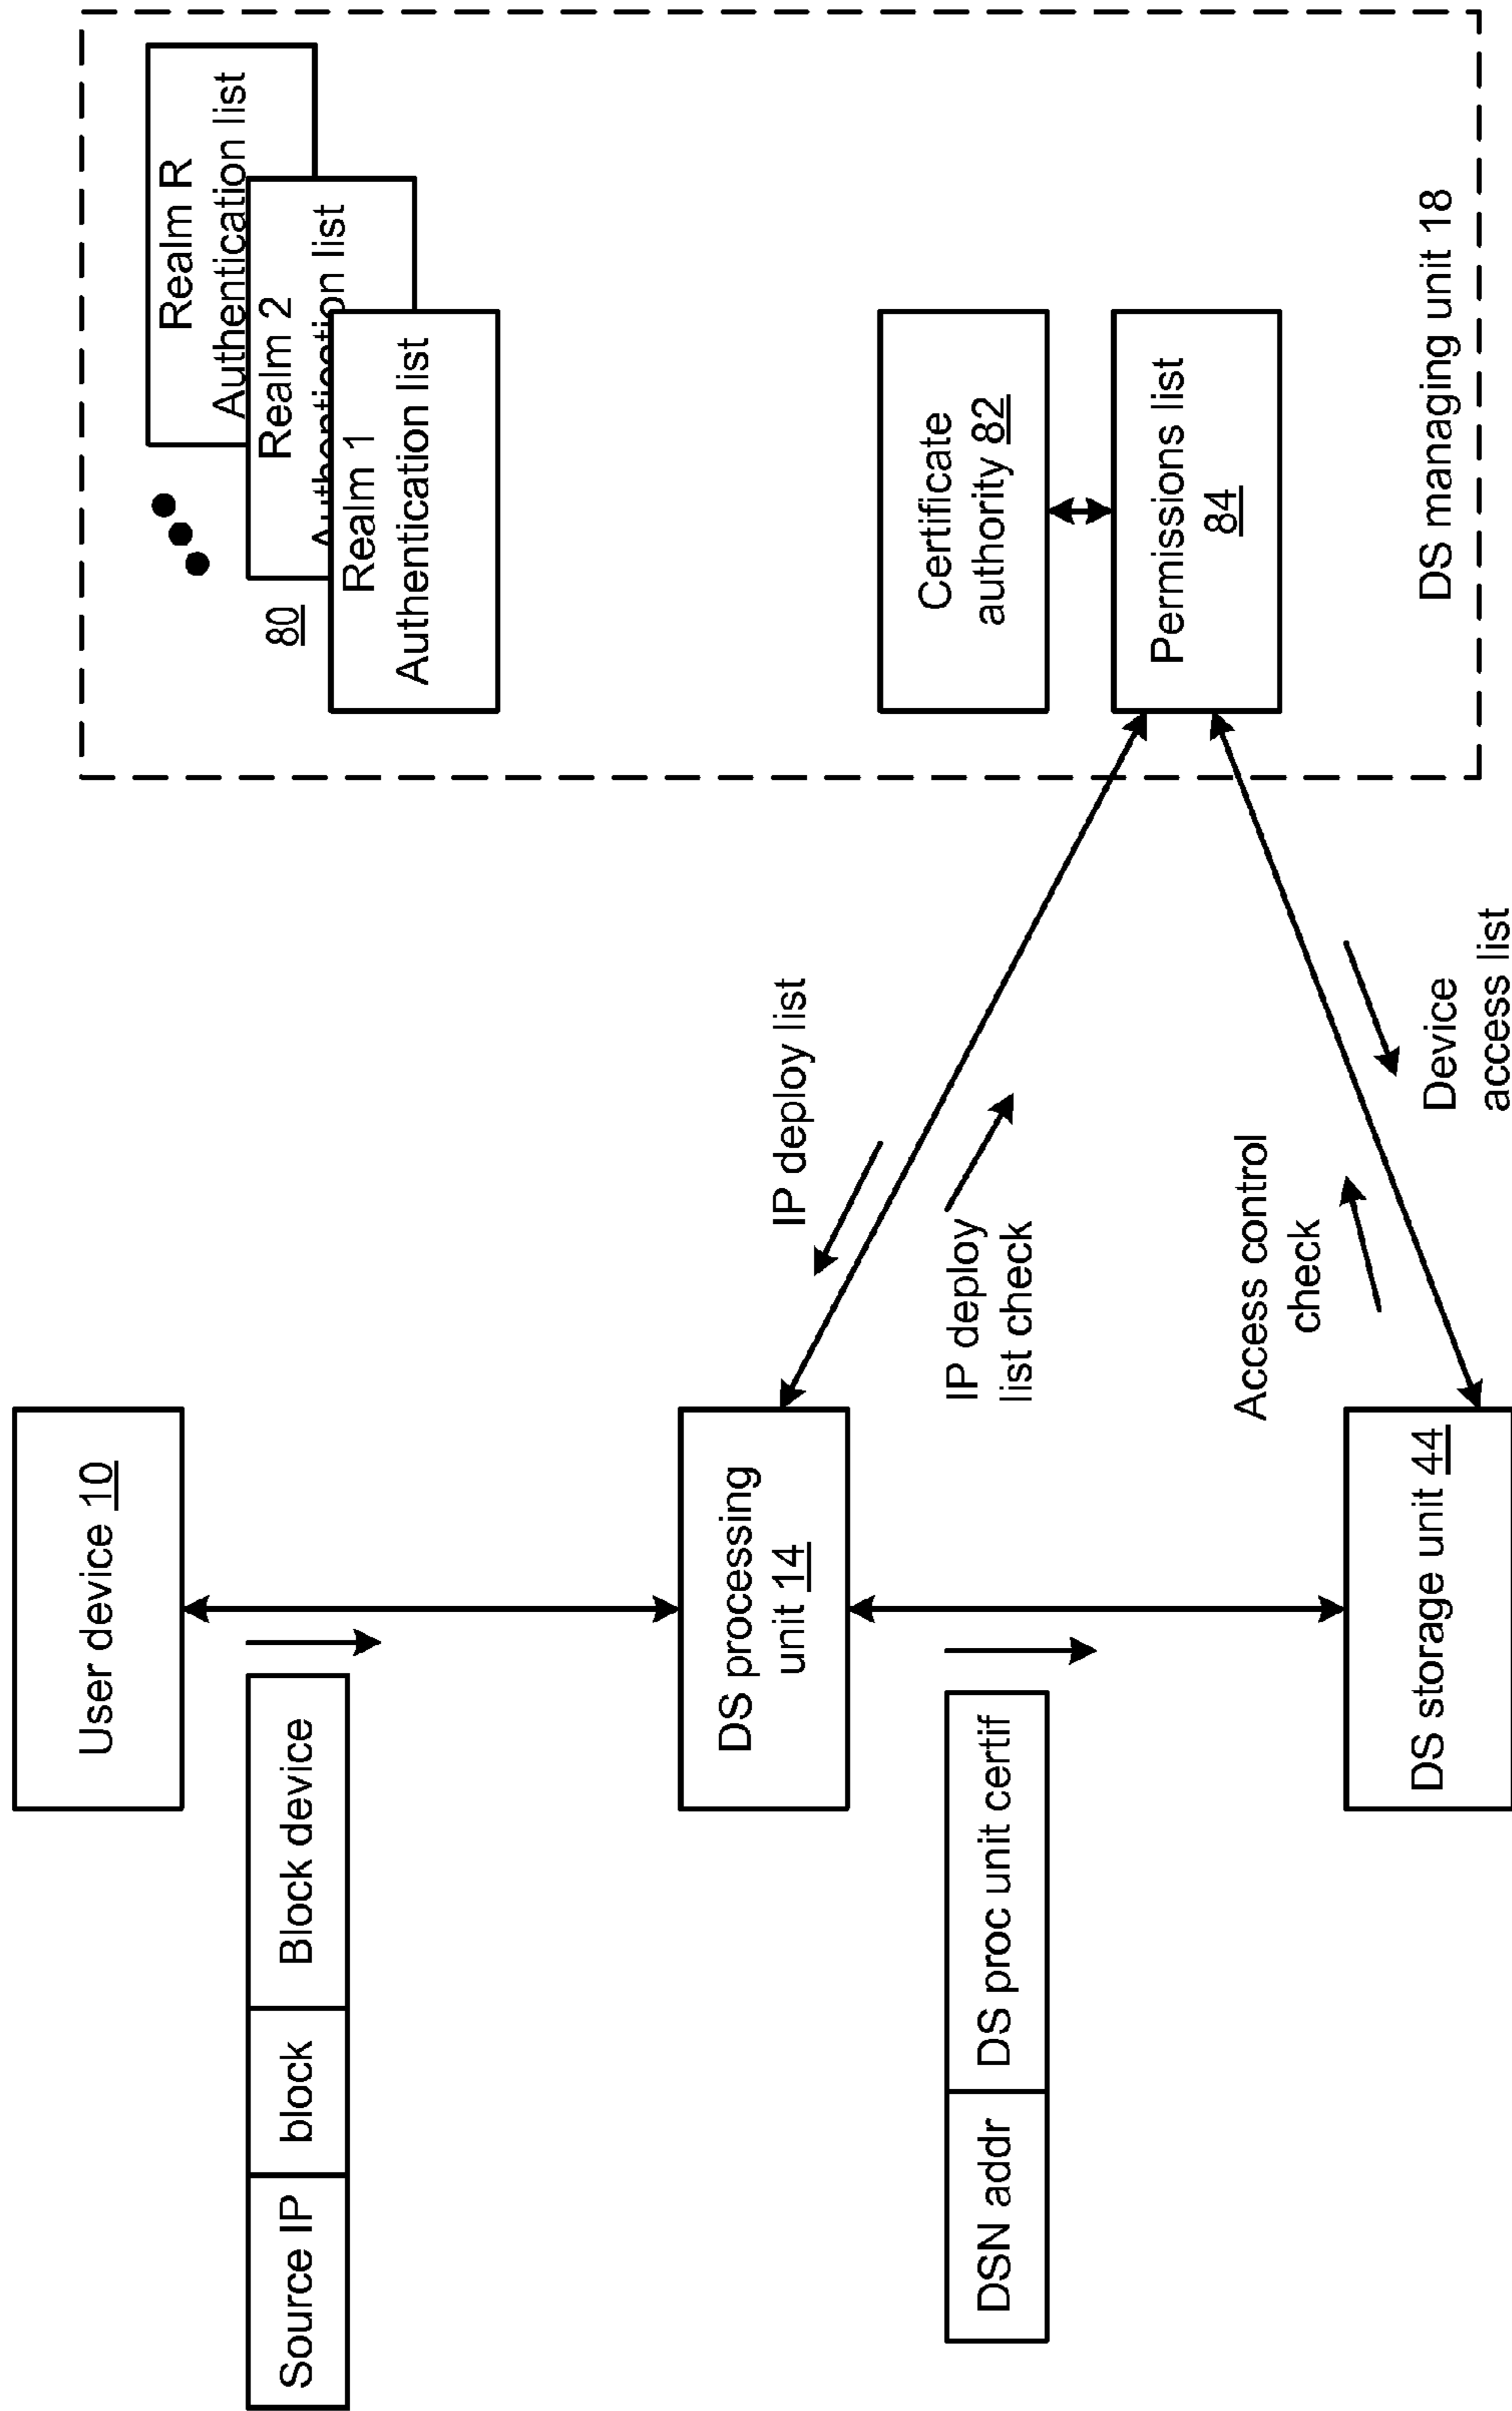 User device 10
Source IP
block
Block device
DS processing
unit 14
DSN addr
DS proc unit certif
DS storage unit 44
IP deploy list
IP deploy
list check
Access control
check
Device
access list
Realm R
Authentication list
Realm 2
Authentication list
80
Realm 1
Authentication list
Certificate
authority 82
Permissions list
84
DS managing unit 18